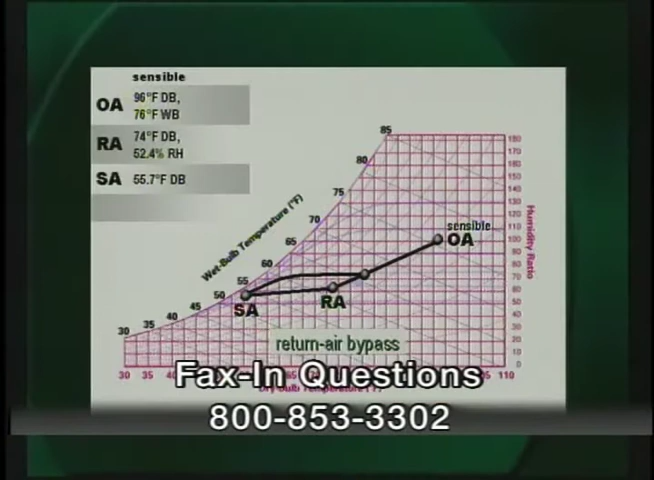 sensible
OA 96°F DB,
76°F WB
RA 74°F DB,
52.4% RH
SA 55.7°F DB
Wet-Bulb Temperature (°F)
30 35 40 45 50 55 60 65 70 75 80 85
180
170
160
150
140
130
120
110
100
90
80
70
60
50
40
30
20
10
0
Humidity Ratio
sensible
OA
RA
SA
return-air bypass
30 35 40
110
Dry-Bulb Temperature (°F)
Fax-In Questions
800-853-3302